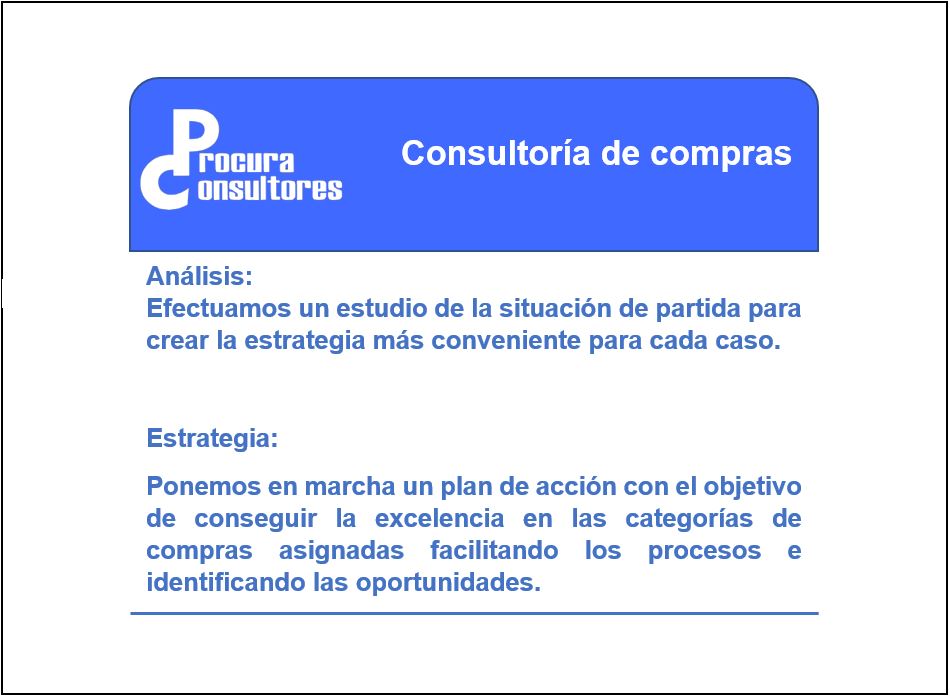 Procura
Consultores
Consultoría de compras
Análisis:
Efectuamos un estudio de la situación de partida para
crear la estrategia más conveniente para cada caso.
Estrategia:
Ponemos en marcha un plan de acción con el objetivo
de conseguir la excelencia en las categorías de
compras asignadas facilitando los procesos e
identificando las oportunidades.